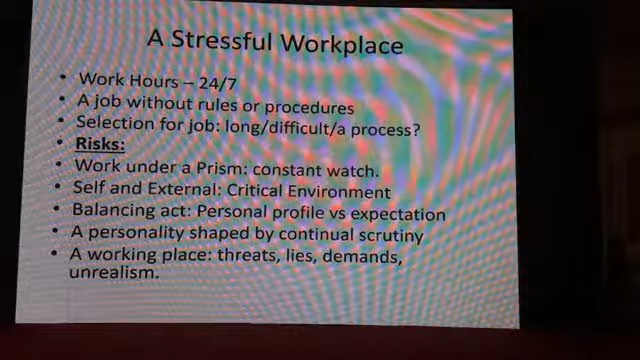 A Stressful Workplace
• Work Hours – 24/7
• A job without rules or procedures
• Selection for job: long/difficult/a process?
• Risks:
• Work under a Prism: constant watch.
• Self and External: Critical Environment
• Balancing act: Personal profile vs expectation
• A personality shaped by continual scrutiny
• A working place: threats, lies, demands,
unrealism.